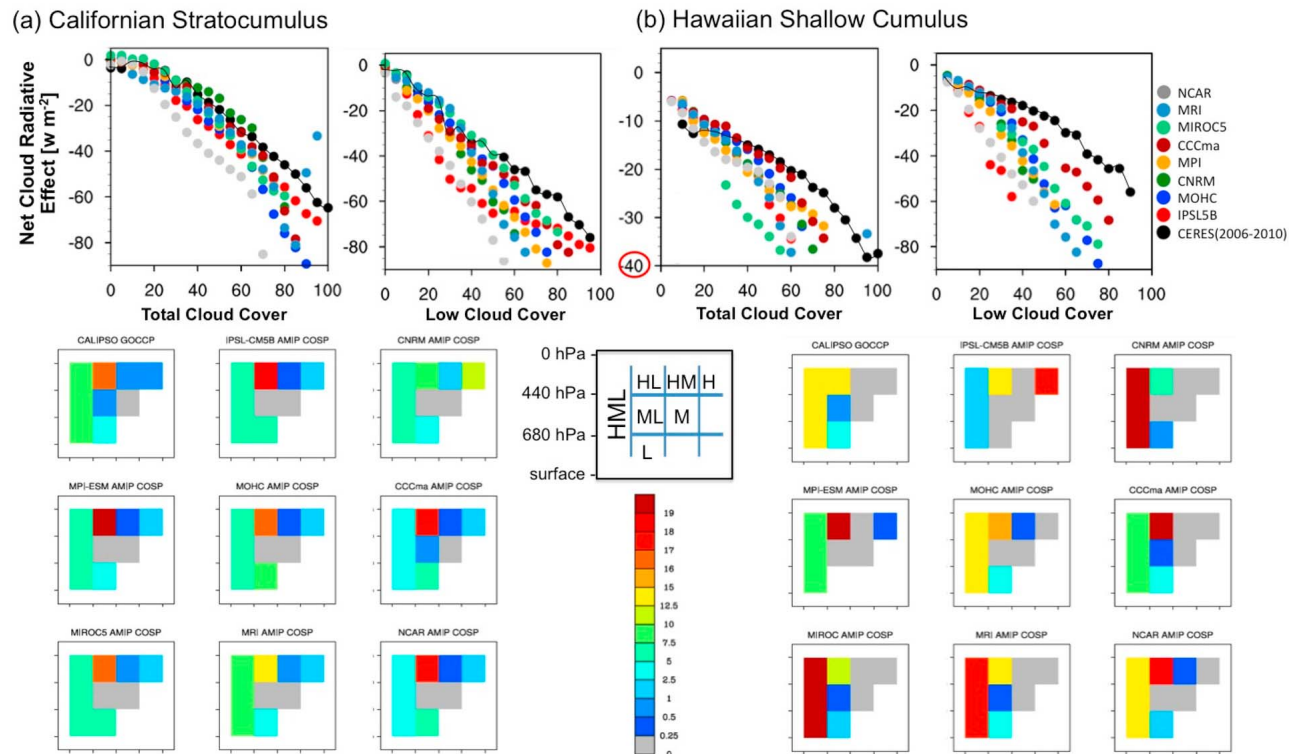 (a) Californian Stratocumulus
(b) Hawaiian Shallow Cumulus
Net Cloud Radiative
Effect [w m-2]
0
-20
-40
-60
-80
0 20 40 60 80 100
Total Cloud Cover
0
-20
-40
-60
-80
0 20 40 60 80 100
Low Cloud Cover
0
-10
-20
-30
-40
0 20 40 60 80 100
Total Cloud Cover
0
-20
-40
-60
-80
0 20 40 60 80 100
Low Cloud Cover
NCAR
MRI
MIROC5
CCCma
MPI
CNRM
MOHC
IPSL5B
CERES(2006-2010)
CALIPSO GOCCP
IPSL-CM5B AMIP COSP
CNRM AMIP COSP
MPI-ESM AMIP COSP
MOHC AMIP COSP
CCCma AMIP COSP
MIROC5 AMIP COSP
MRI AMIP COSP
NCAR AMIP COSP
0 hPa
440 hPa
680 hPa
surface
HML
HL HM H
ML M
L
19
18
17
16
15
12.5
10
7.5
5
2.5
1
0.5
0.25
0
CALIPSO GOCCP
IPSL-CM5B AMIP COSP
CNRM AMIP COSP
MPI-ESM AMIP COSP
MOHC AMIP COSP
CCCma AMIP COSP
MIROC AMIP COSP
MRI AMIP COSP
NCAR AMIP COSP